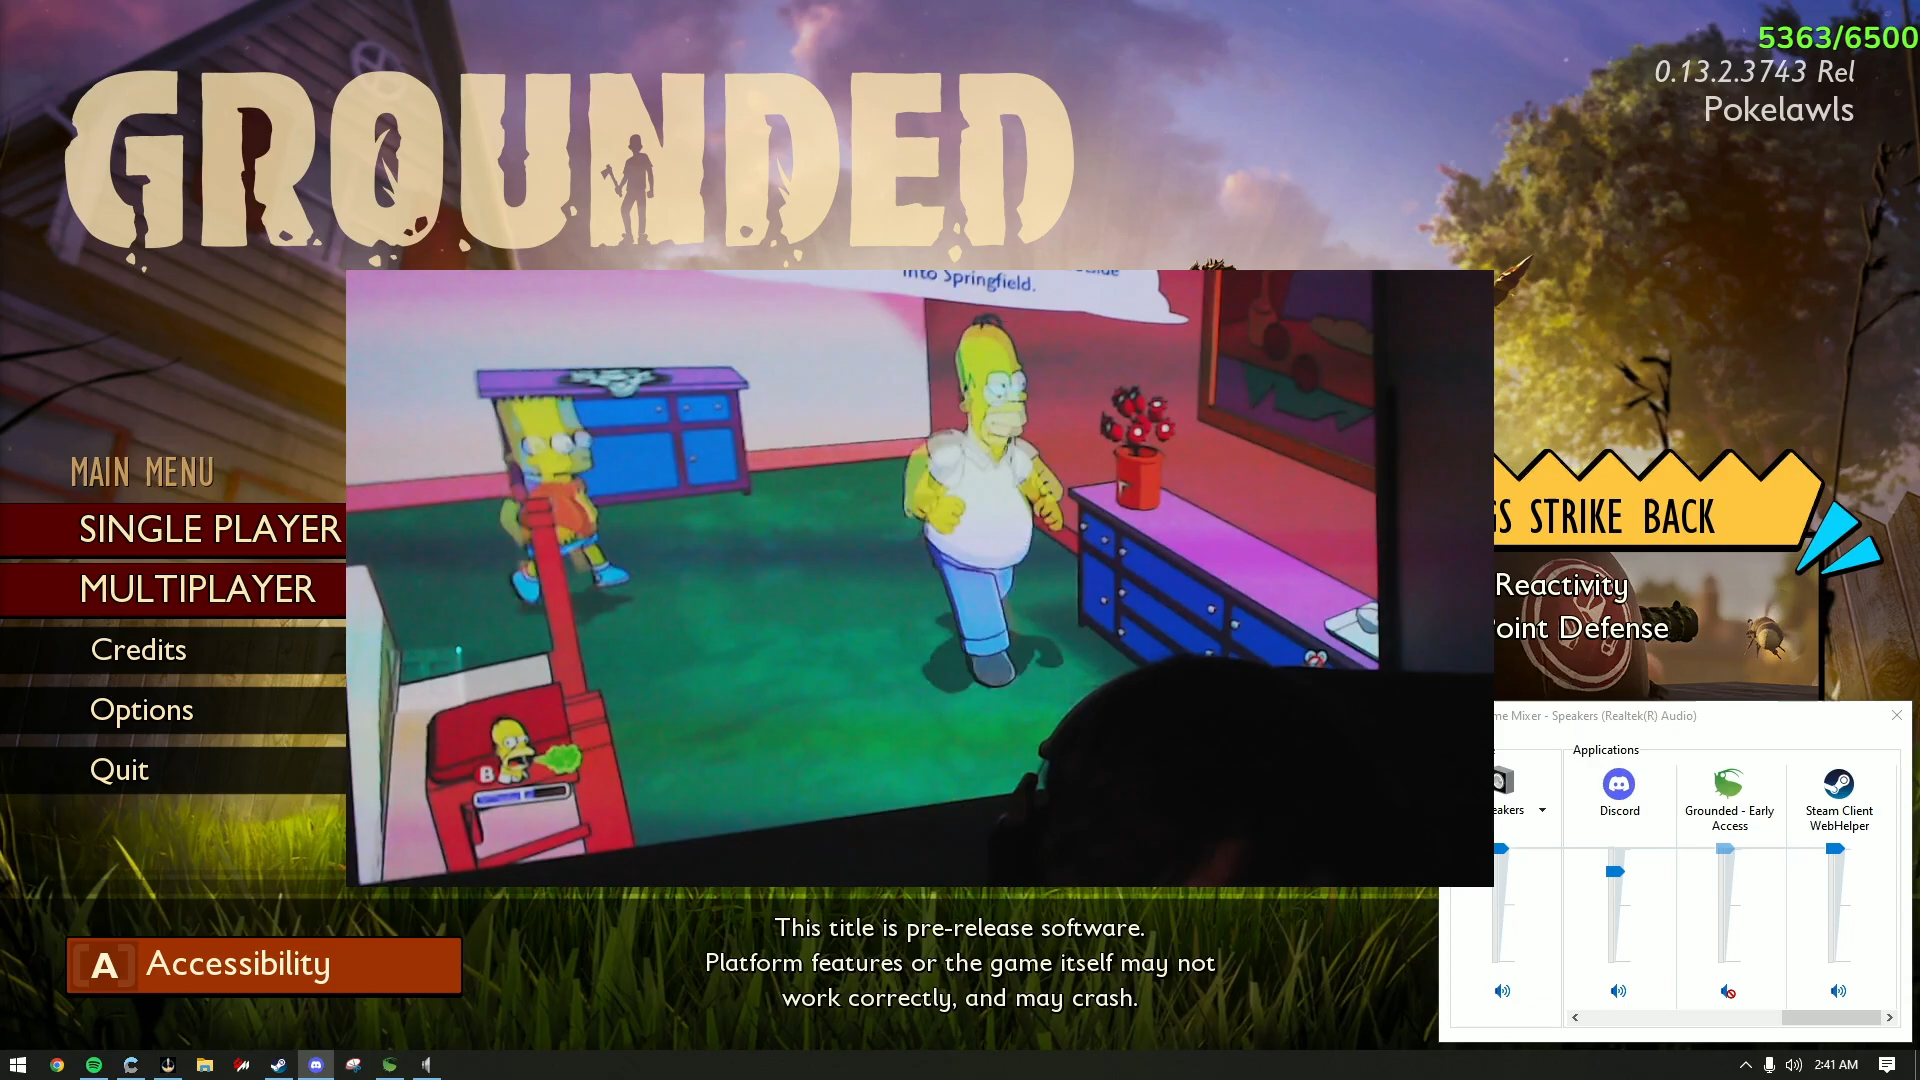 5363/6500
0.13.2.3743 Rel
Pokelawls
GROUNDED
into Springfield.
MAIN MENU
SINGLE PLAYER
MULTIPLAYER
Credits
Options
Quit
STRIKE BACK
Reactivity
Point Defense
Mixer - Speakers (Realtek(R) Audio)
Applications
Discord
Grounded - Early
Access
Steam Client
WebHelper
B
A Accessibility
This title is pre-release software.
Platform features or the game itself may not
work correctly, and may crash.
2:41 AM